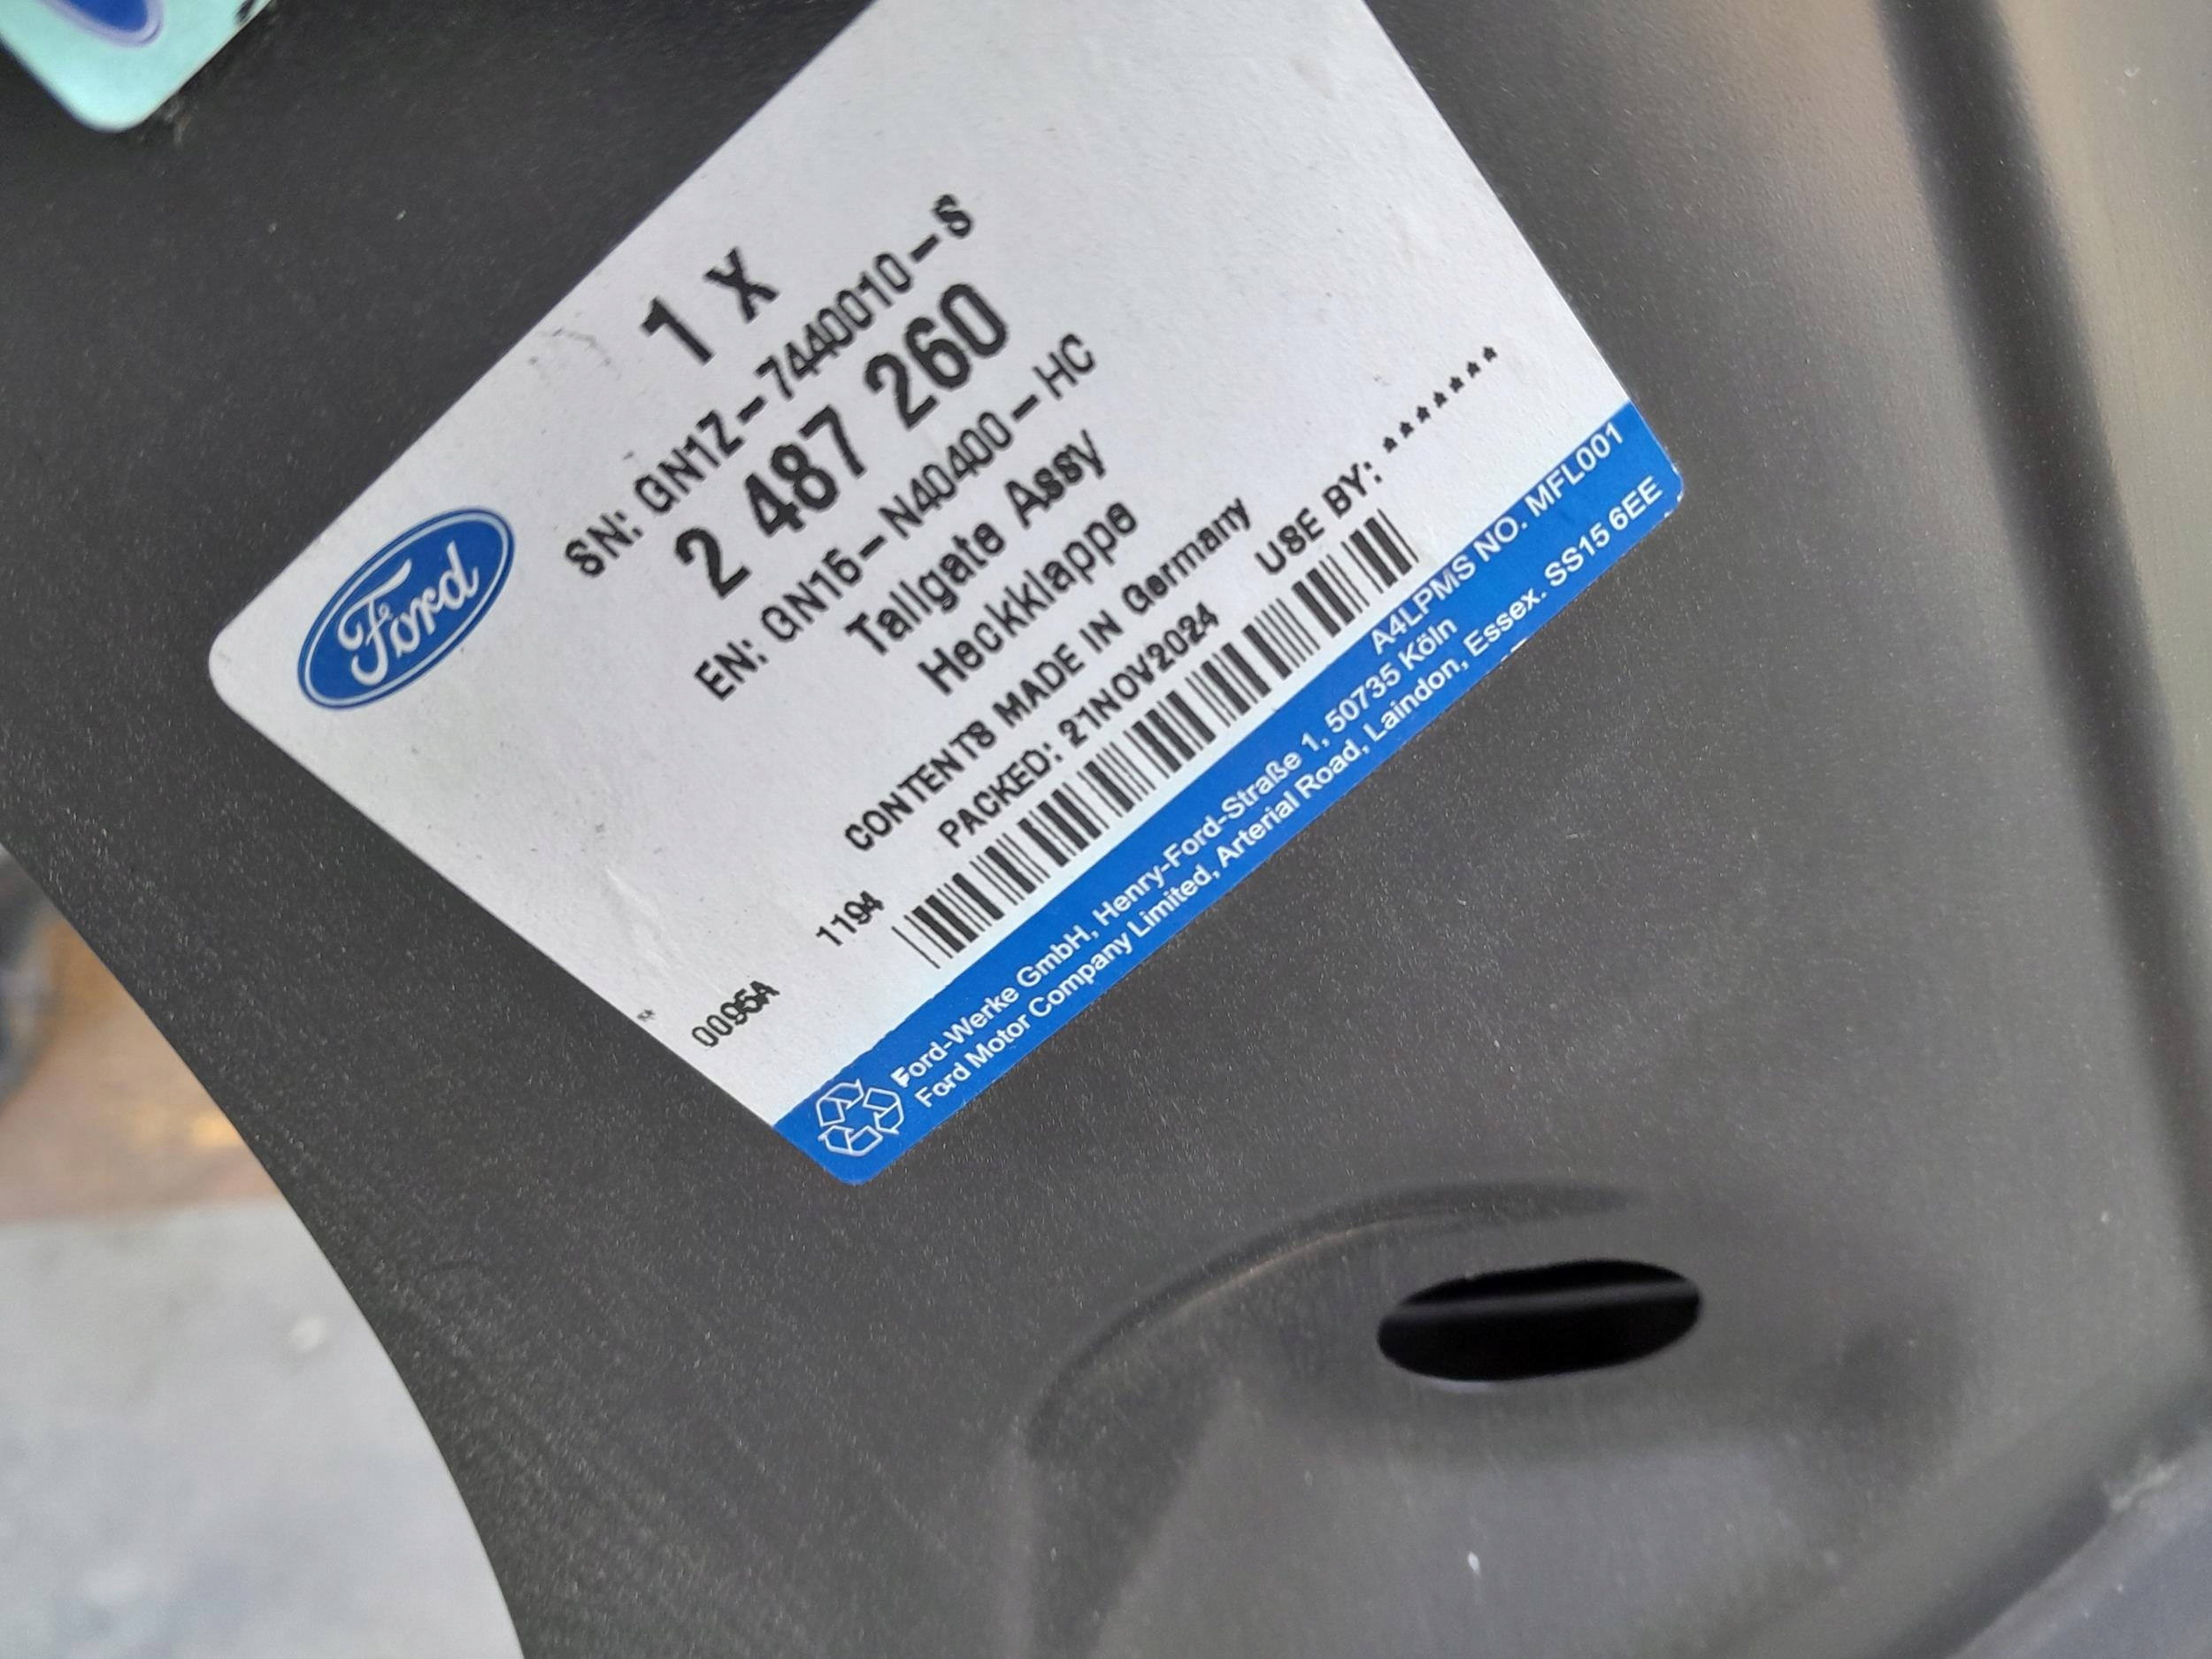 Ford
1 X
SN: GN1Z-7440010-S
2 487 260
EN: GN15-N40400-HC
Tailgate Assy
Heckklappe
CONTENTS MADE IN Germany
PACKED: 21NOV2024 USE BY: *******
1194
0095A
A4LPMS NO. MFL001
Ford-Werke GmbH, Henry-Ford-Straße 1, 50735 Köln
Ford Motor Company Limited, Arterial Road, Laindon, Essex. SS15 6EE